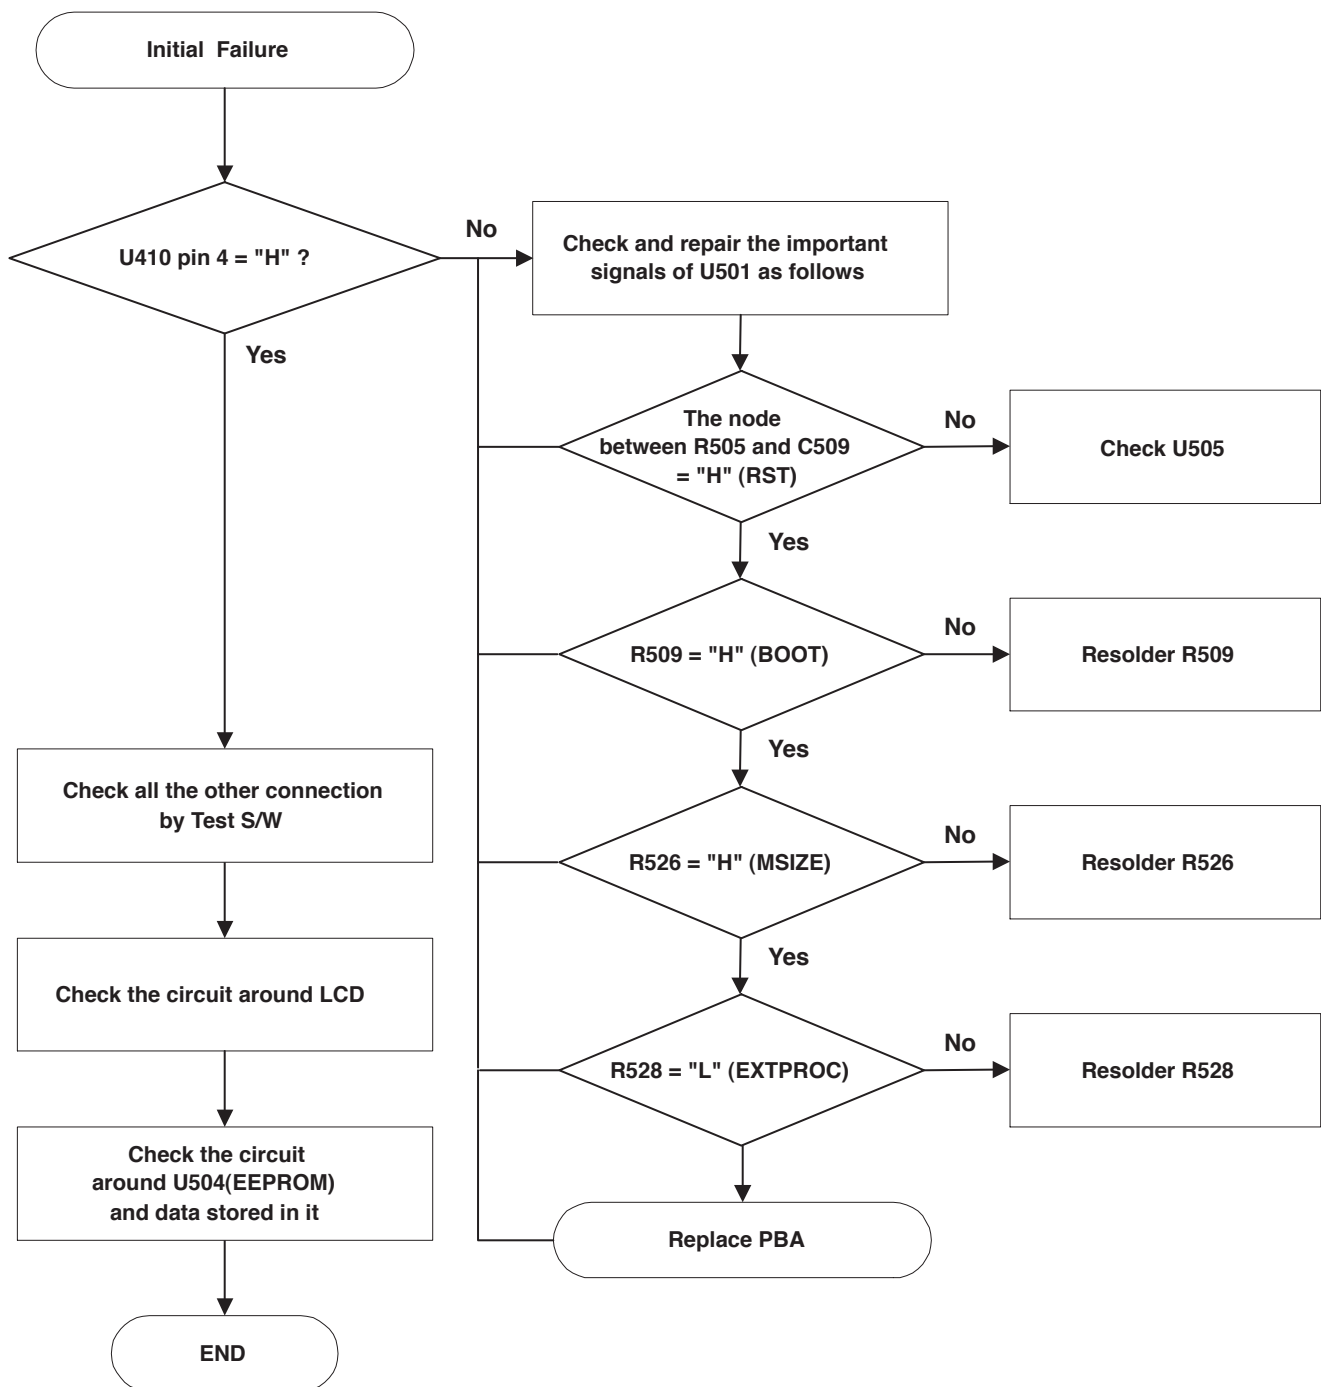 Initial Failure
U410 pin 4 = "H" ?
No
Check and repair the important
signals of U501 as follows
Yes
The node
between R505 and C509
= "H" (RST)
No
Check U505
Yes
R509 = "H" (BOOT)
No
Resolder R509
Yes
Check all the other connection
by Test S/W
R526 = "H" (MSIZE)
No
Resolder R526
Yes
Check the circuit around LCD
R528 = "L" (EXTPROC)
No
Resolder R528
Check the circuit
around U504(EEPROM)
and data stored in it
Replace PBA
END